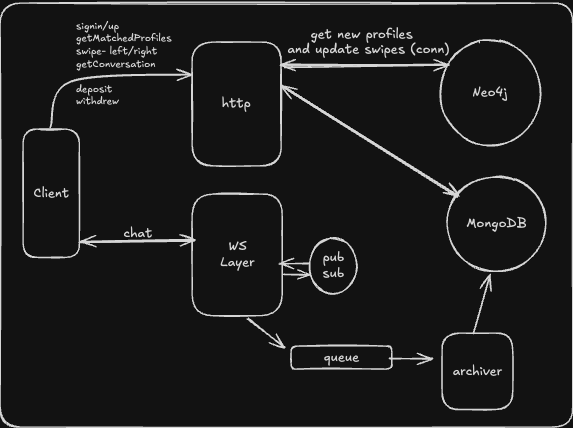 signin/up
getMatchedProfiles
swipe- left/right
getConversation
deposit
withdrew
get new profiles
and update swipes (conn)
http
Neo4j
Client
MongoDB
chat
WS
Layer
pub
sub
queue
archiver